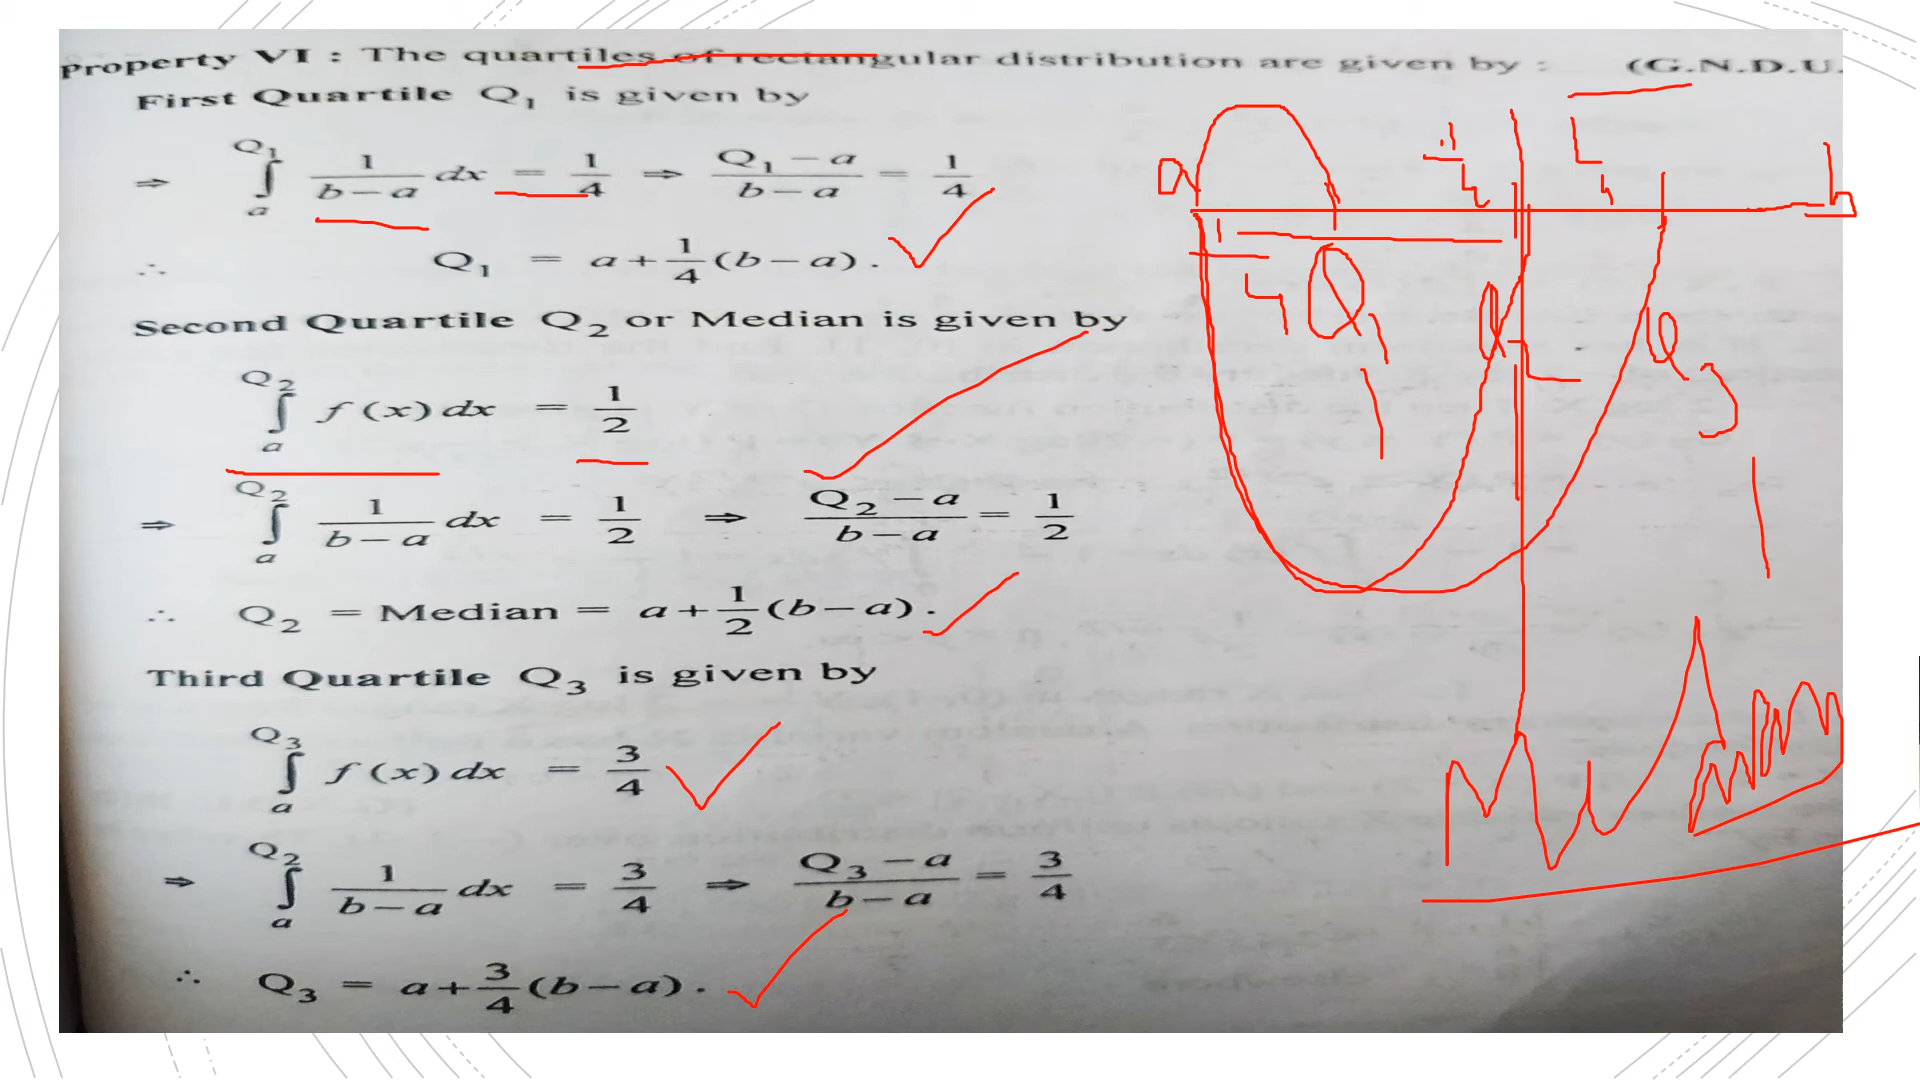 Property VI : The quartiles of rectangular distribution are given by : (G.N.D.U.
First Quartile Q₁ is given by
⇒ ∫ₐ^Q₁ 1/(b−a) dx = 1/4 ⇒ (Q₁−a)/(b−a) = 1/4
∴ Q₁ = a+1/4(b−a).
Second Quartile Q₂ or Median is given by
∫ₐ^Q₂ f(x) dx = 1/2
⇒ ∫ₐ^Q₂ 1/(b−a) dx = 1/2 ⇒ (Q₂−a)/(b−a) = 1/2
∴ Q₂ = Median = a+1/2(b−a).
Third Quartile Q₃ is given by
∫ₐ^Q₃ f(x) dx = 3/4
⇒ ∫ₐ^Q₂ 1/(b−a) dx = 3/4 ⇒ (Q₃−a)/(b−a) = 3/4
∴ Q₃ = a+3/4(b−a).
a
b
Q₁
Q₂
Q₃